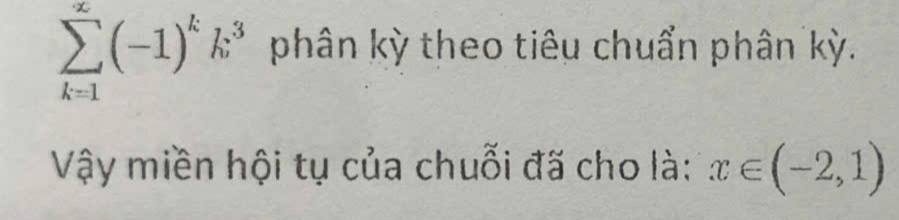 ∞∑k=1 (−1)^k k³ phân kỳ theo tiêu chuẩn phân kỳ.
Vậy miền hội tụ của chuỗi đã cho là: x ∈ (−2, 1)